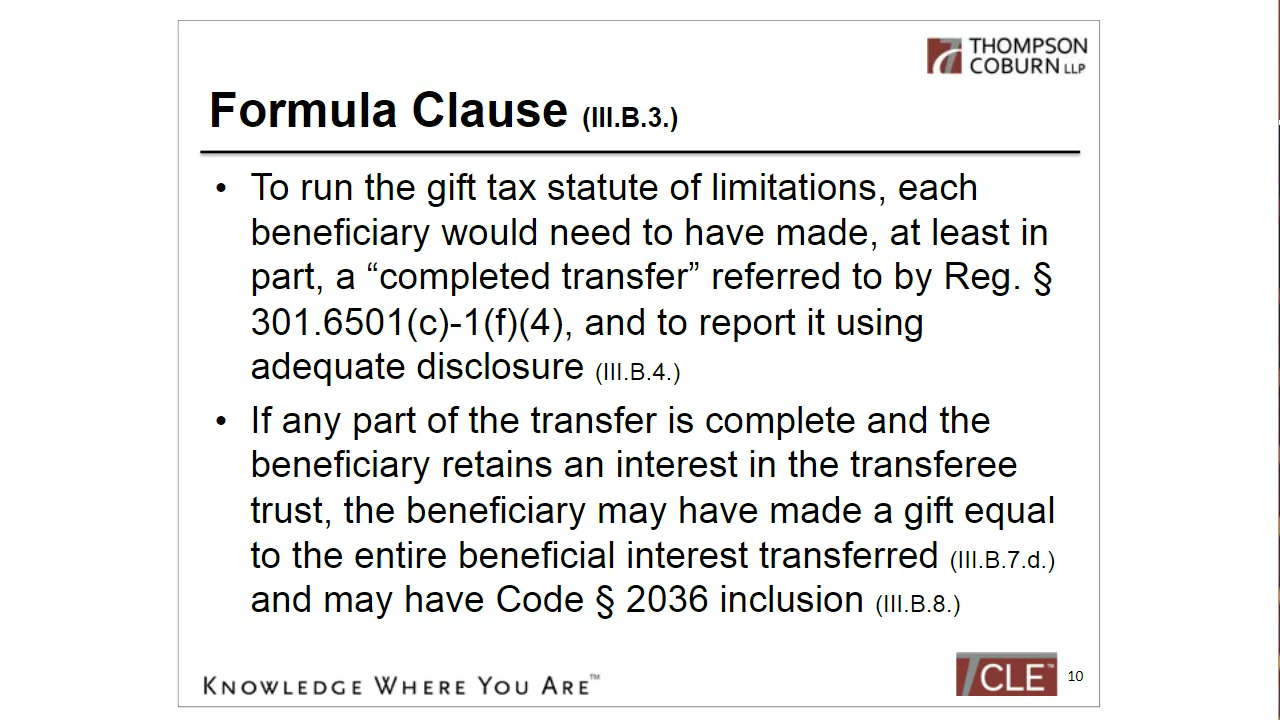 THOMPSON
COBURN LLP
Formula Clause (III.B.3.)
• To run the gift tax statute of limitations, each
beneficiary would need to have made, at least in
part, a “completed transfer” referred to by Reg. §
301.6501(c)-1(f)(4), and to report it using
adequate disclosure (III.B.4.)
• If any part of the transfer is complete and the
beneficiary retains an interest in the transferee
trust, the beneficiary may have made a gift equal
to the entire beneficial interest transferred (III.B.7.d.)
and may have Code § 2036 inclusion (III.B.8.)
KNOWLEDGE WHERE YOU ARE™
CLE™ 10